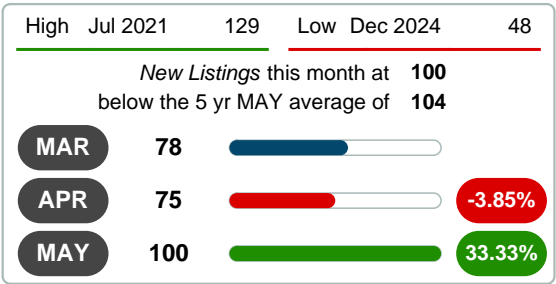 High Jul 2021 129 Low Dec 2024 48
New Listings this month at 100
below the 5 yr MAY average of 104
MAR 78
APR 75 -3.85%
MAY 100 33.33%